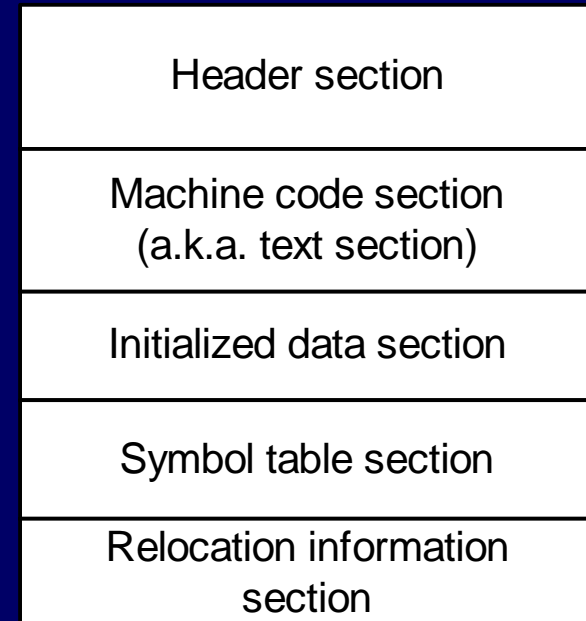 Header section
Machine code section
(a.k.a. text section)
Initialized data section
Symbol table section
Relocation information
section